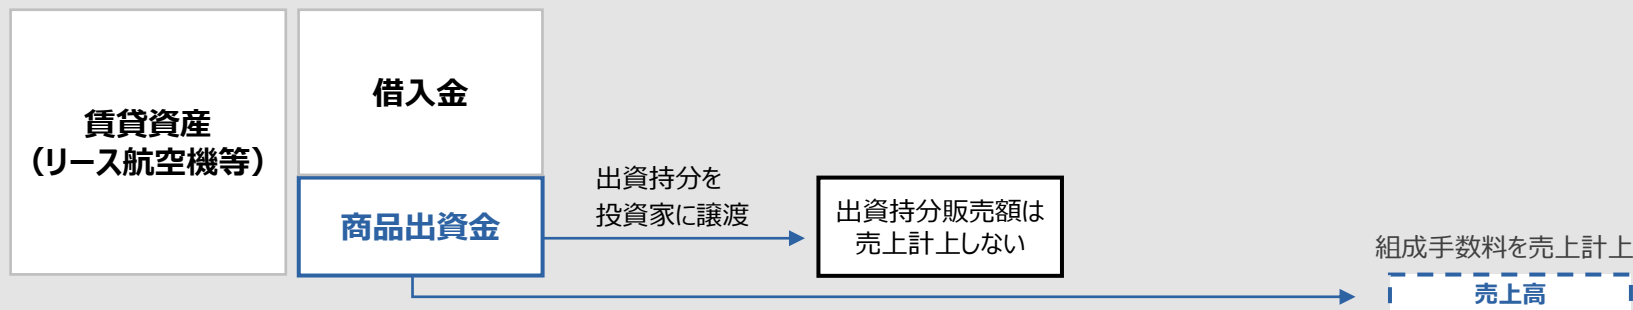 賃貸資産
（リース航空機等）
借入金
商品出資金
出資持分を
投資家に譲渡
出資持分販売額は
売上計上しない
組成手数料を売上計上
売上高